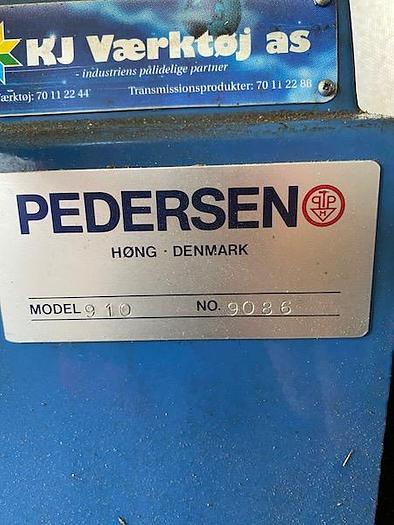 KJ Værktøj as
- industriens pålidelige partner
ærktøj: 70 11 22 44 Transmissionsprodukter: 70 11 22 88
PEDERSEN
HØNG · DENMARK
MODEL 910 NO. 9086